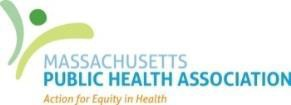 MASSACHUSETTS
PUBLIC HEALTH ASSOCIATION
Action for Equity in Health